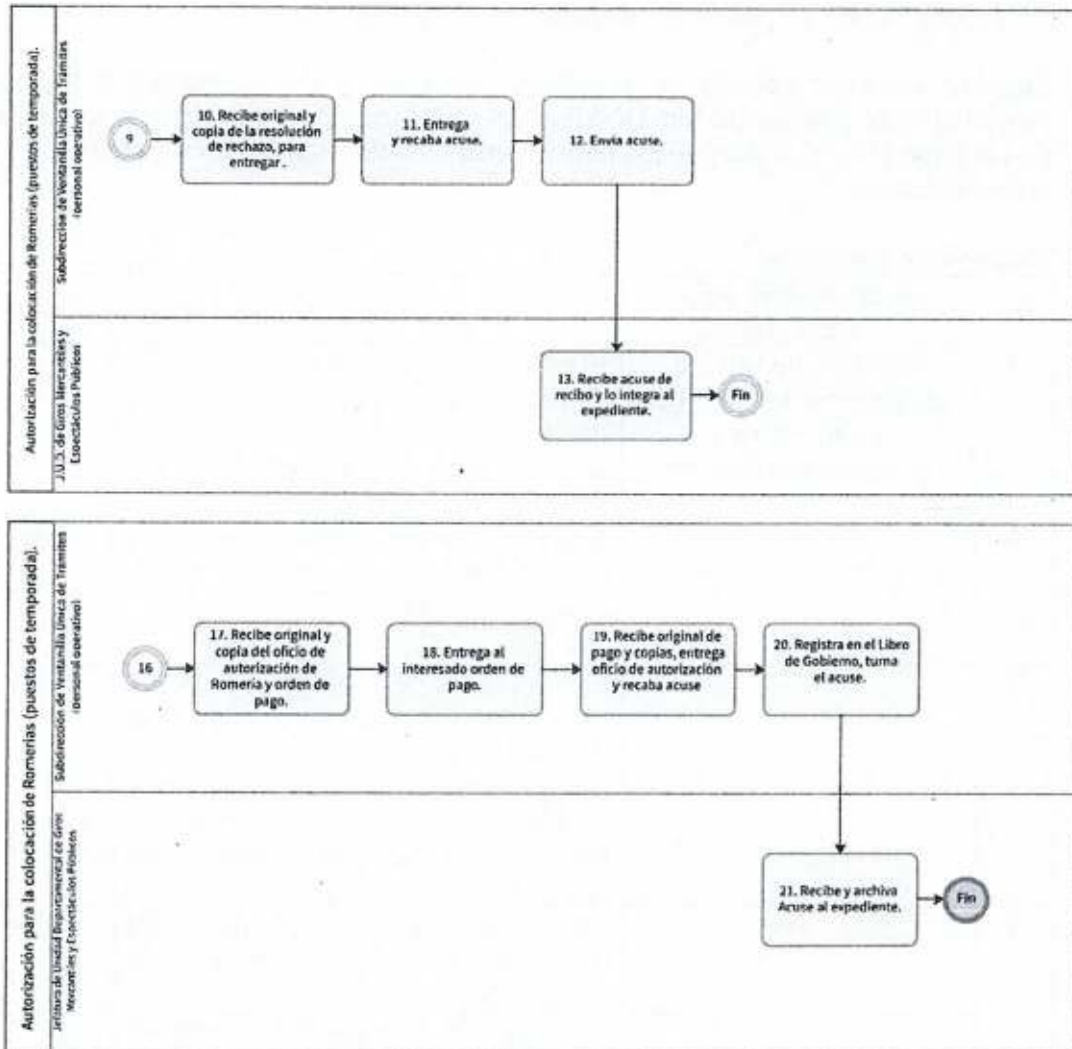 Autorización para la colocación de Romerías (puestos de temporada).
Subdirección de Ventanilla Única de Trámites
(personal operativo)
9
10. Recibe original y
copia de la resolución
de rechazo, para
entregar .
11. Entrega
y recaba acuse.
12. Envía acuse.
J.U.D. de Giros Mercantiles y
Espectáculos Públicos
13. Recibe acuse de
recibo y lo integra al
expediente.
Fin
Autorización para la colocación de Romerías (puestos de temporada).
Subdirección de Ventanilla Única de Trámites
(personal operativo)
16
17. Recibe original y
copia del oficio de
autorización de
Romería y orden de
pago.
18. Entrega al
interesado orden de
pago.
19. Recibe original de
pago y copias, entrega
oficio de autorización
y recaba acuse
20. Registra en el Libro
de Gobierno, turna
el acuse.
Jefatura de Unidad Departamental de Giros
Mercantiles y Espectáculos Públicos
21. Recibe y archiva
Acuse al expediente.
Fin